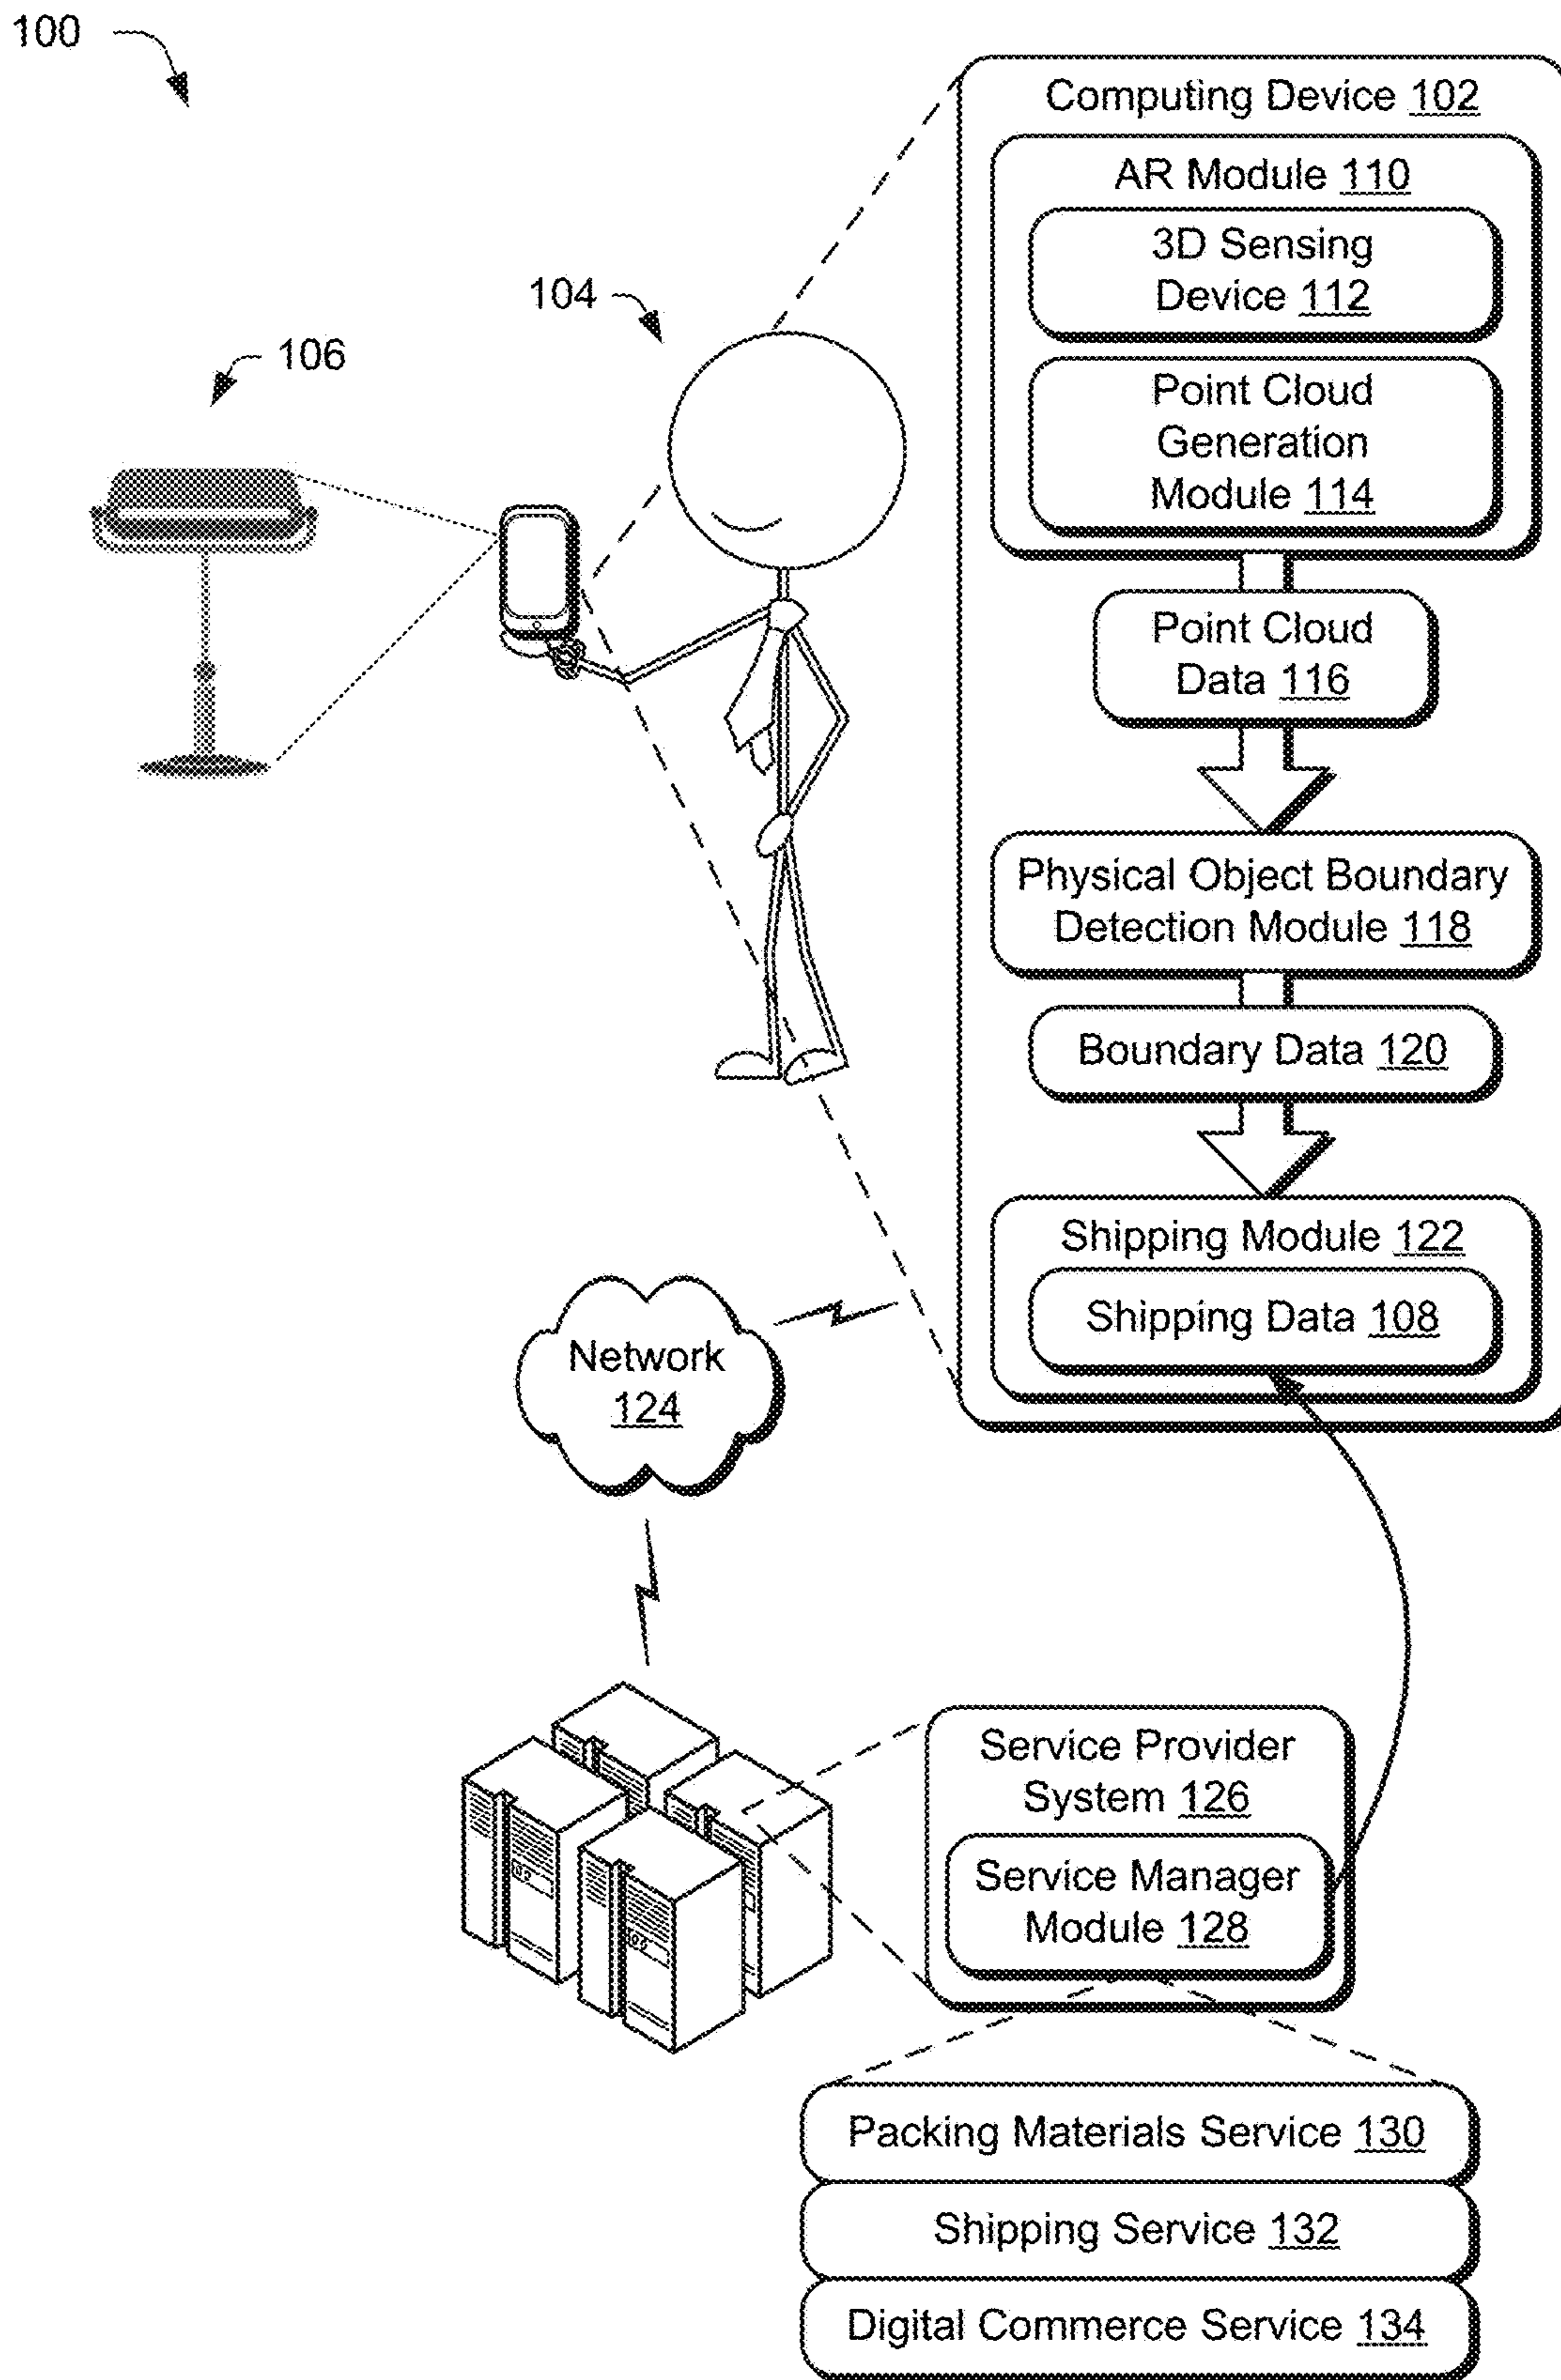 100
Computing Device 102
AR Module 110
3D Sensing
Device 112
104
106
Point Cloud
Generation
Module 114
Point Cloud
Data 116
Physical Object Boundary
Detection Module 118
Boundary Data 120
Shipping Module 122
Shipping Data 108
Network
124
Service Provider
System 126
Service Manager
Module 128
Packing Materials Service 130
Shipping Service 132
Digital Commerce Service 134